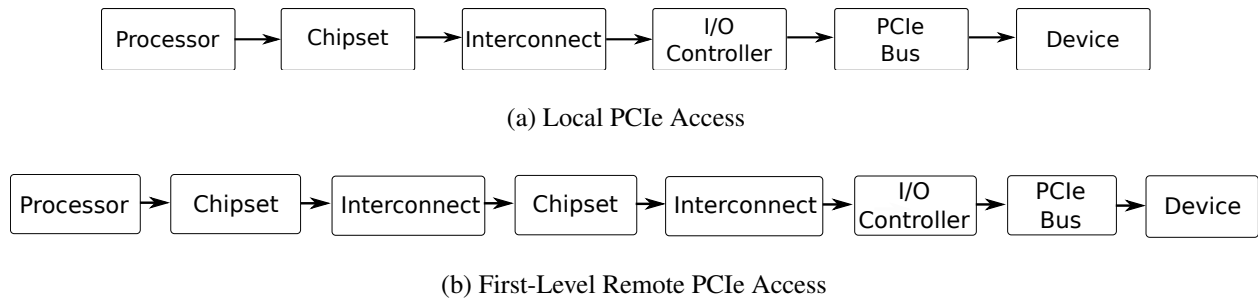 Processor Chipset Interconnect I/O Controller PCIe Bus Device
(a) Local PCIe Access
Processor Chipset Interconnect Chipset Interconnect I/O Controller PCIe Bus Device
(b) First-Level Remote PCIe Access